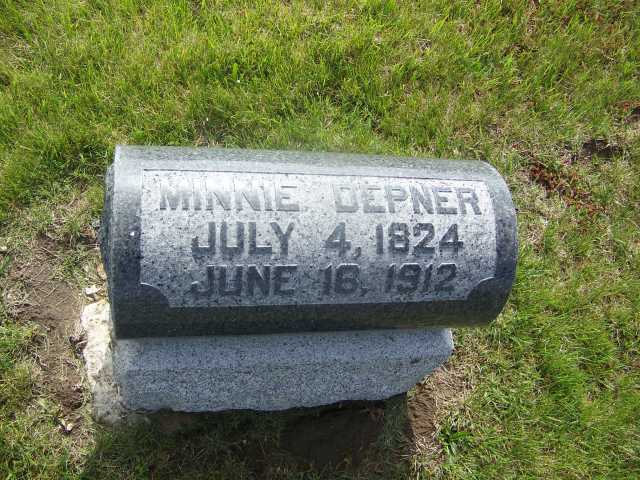 MINNIE DEPNER
JULY 4, 1824
JUNE 16, 1912